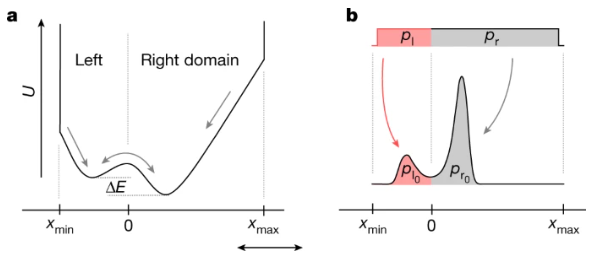 a
U
Left
Right domain
ΔE
x_min
0
x_max
b
p_l
p_r
p_l0
p_r0
x_min
0
x_max